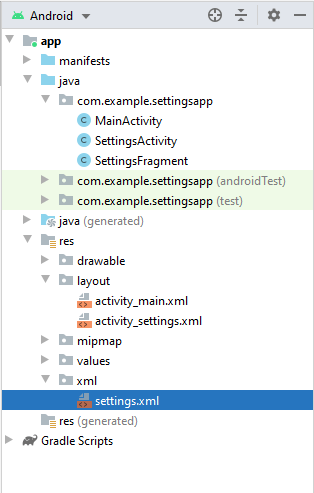 Android
app
manifests
java
com.example.settingsapp
MainActivity
SettingsActivity
SettingsFragment
com.example.settingsapp (androidTest)
com.example.settingsapp (test)
java (generated)
res
drawable
layout
activity_main.xml
activity_settings.xml
mipmap
values
xml
settings.xml
res (generated)
Gradle Scripts